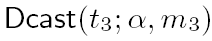 Dcast(t₃; α, m₃)